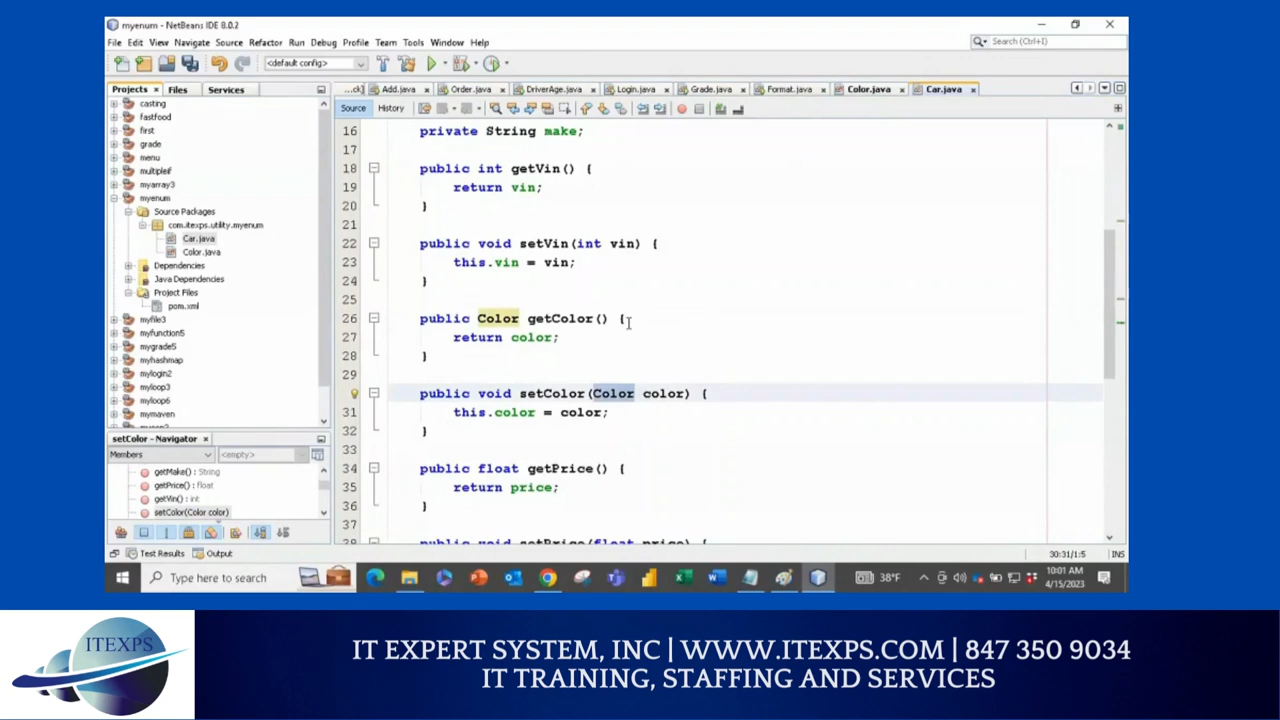 myenum - NetBeans IDE 8.0.2
File Edit View Navigate Source Refactor Run Debug Profile Team Tools Window Help
Search (Ctrl+I)
<default config>
Projects Files Services
...ck] Add.java Order.java DriverAge.java Login.java Grade.java Format.java Color.java Car.java
Source History
casting
fastfood
first
grade
menu
multipleif
myarray3
myenum
Source Packages
com.itexps.utility.myenum
Car.java
Color.java
Dependencies
Java Dependencies
Project Files
pom.xml
myfile3
myfunction5
mygrade5
myhashmap
mylogin2
myloop3
myloop6
mymaven
setColor - Navigator
Members <empty>
getMake() : String
getPrice() : float
getVin() : int
setColor(Color color)
16 private String make;
17
18 public int getVin() {
19 return vin;
20 }
21
22 public void setVin(int vin) {
23 this.vin = vin;
24 }
25
26 public Color getColor() {
27 return color;
28 }
29
public void setColor(Color color) {
31 this.color = color;
32 }
33
34 public float getPrice() {
35 return price;
36 }
37
38 public void setPrice(float price) {
Test Results Output
30:31/1:5 INS
Type here to search
38°F
10:01 AM
4/15/2023
ITEXPS
IT EXPERT SYSTEM, INC | WWW.ITEXPS.COM | 847 350 9034
IT TRAINING, STAFFING AND SERVICES